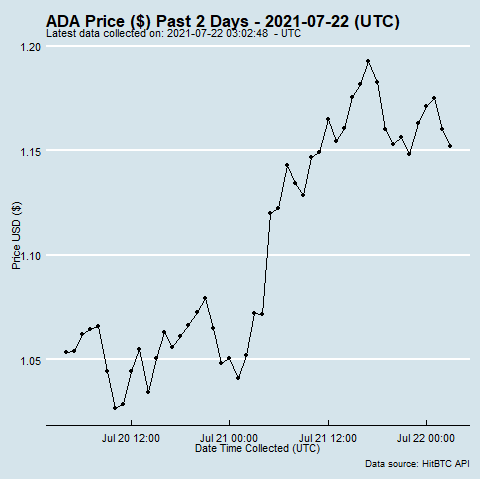 ADA Price ($) Past 2 Days - 2021-07-22 (UTC)
Latest data collected on: 2021-07-22 03:02:48  - UTC
1.20
1.15
1.10
1.05
Price USD ($)
Jul 20 12:00 Jul 21 00:00 Jul 21 12:00 Jul 22 00:00
Date Time Collected (UTC)
Data source: HitBTC API